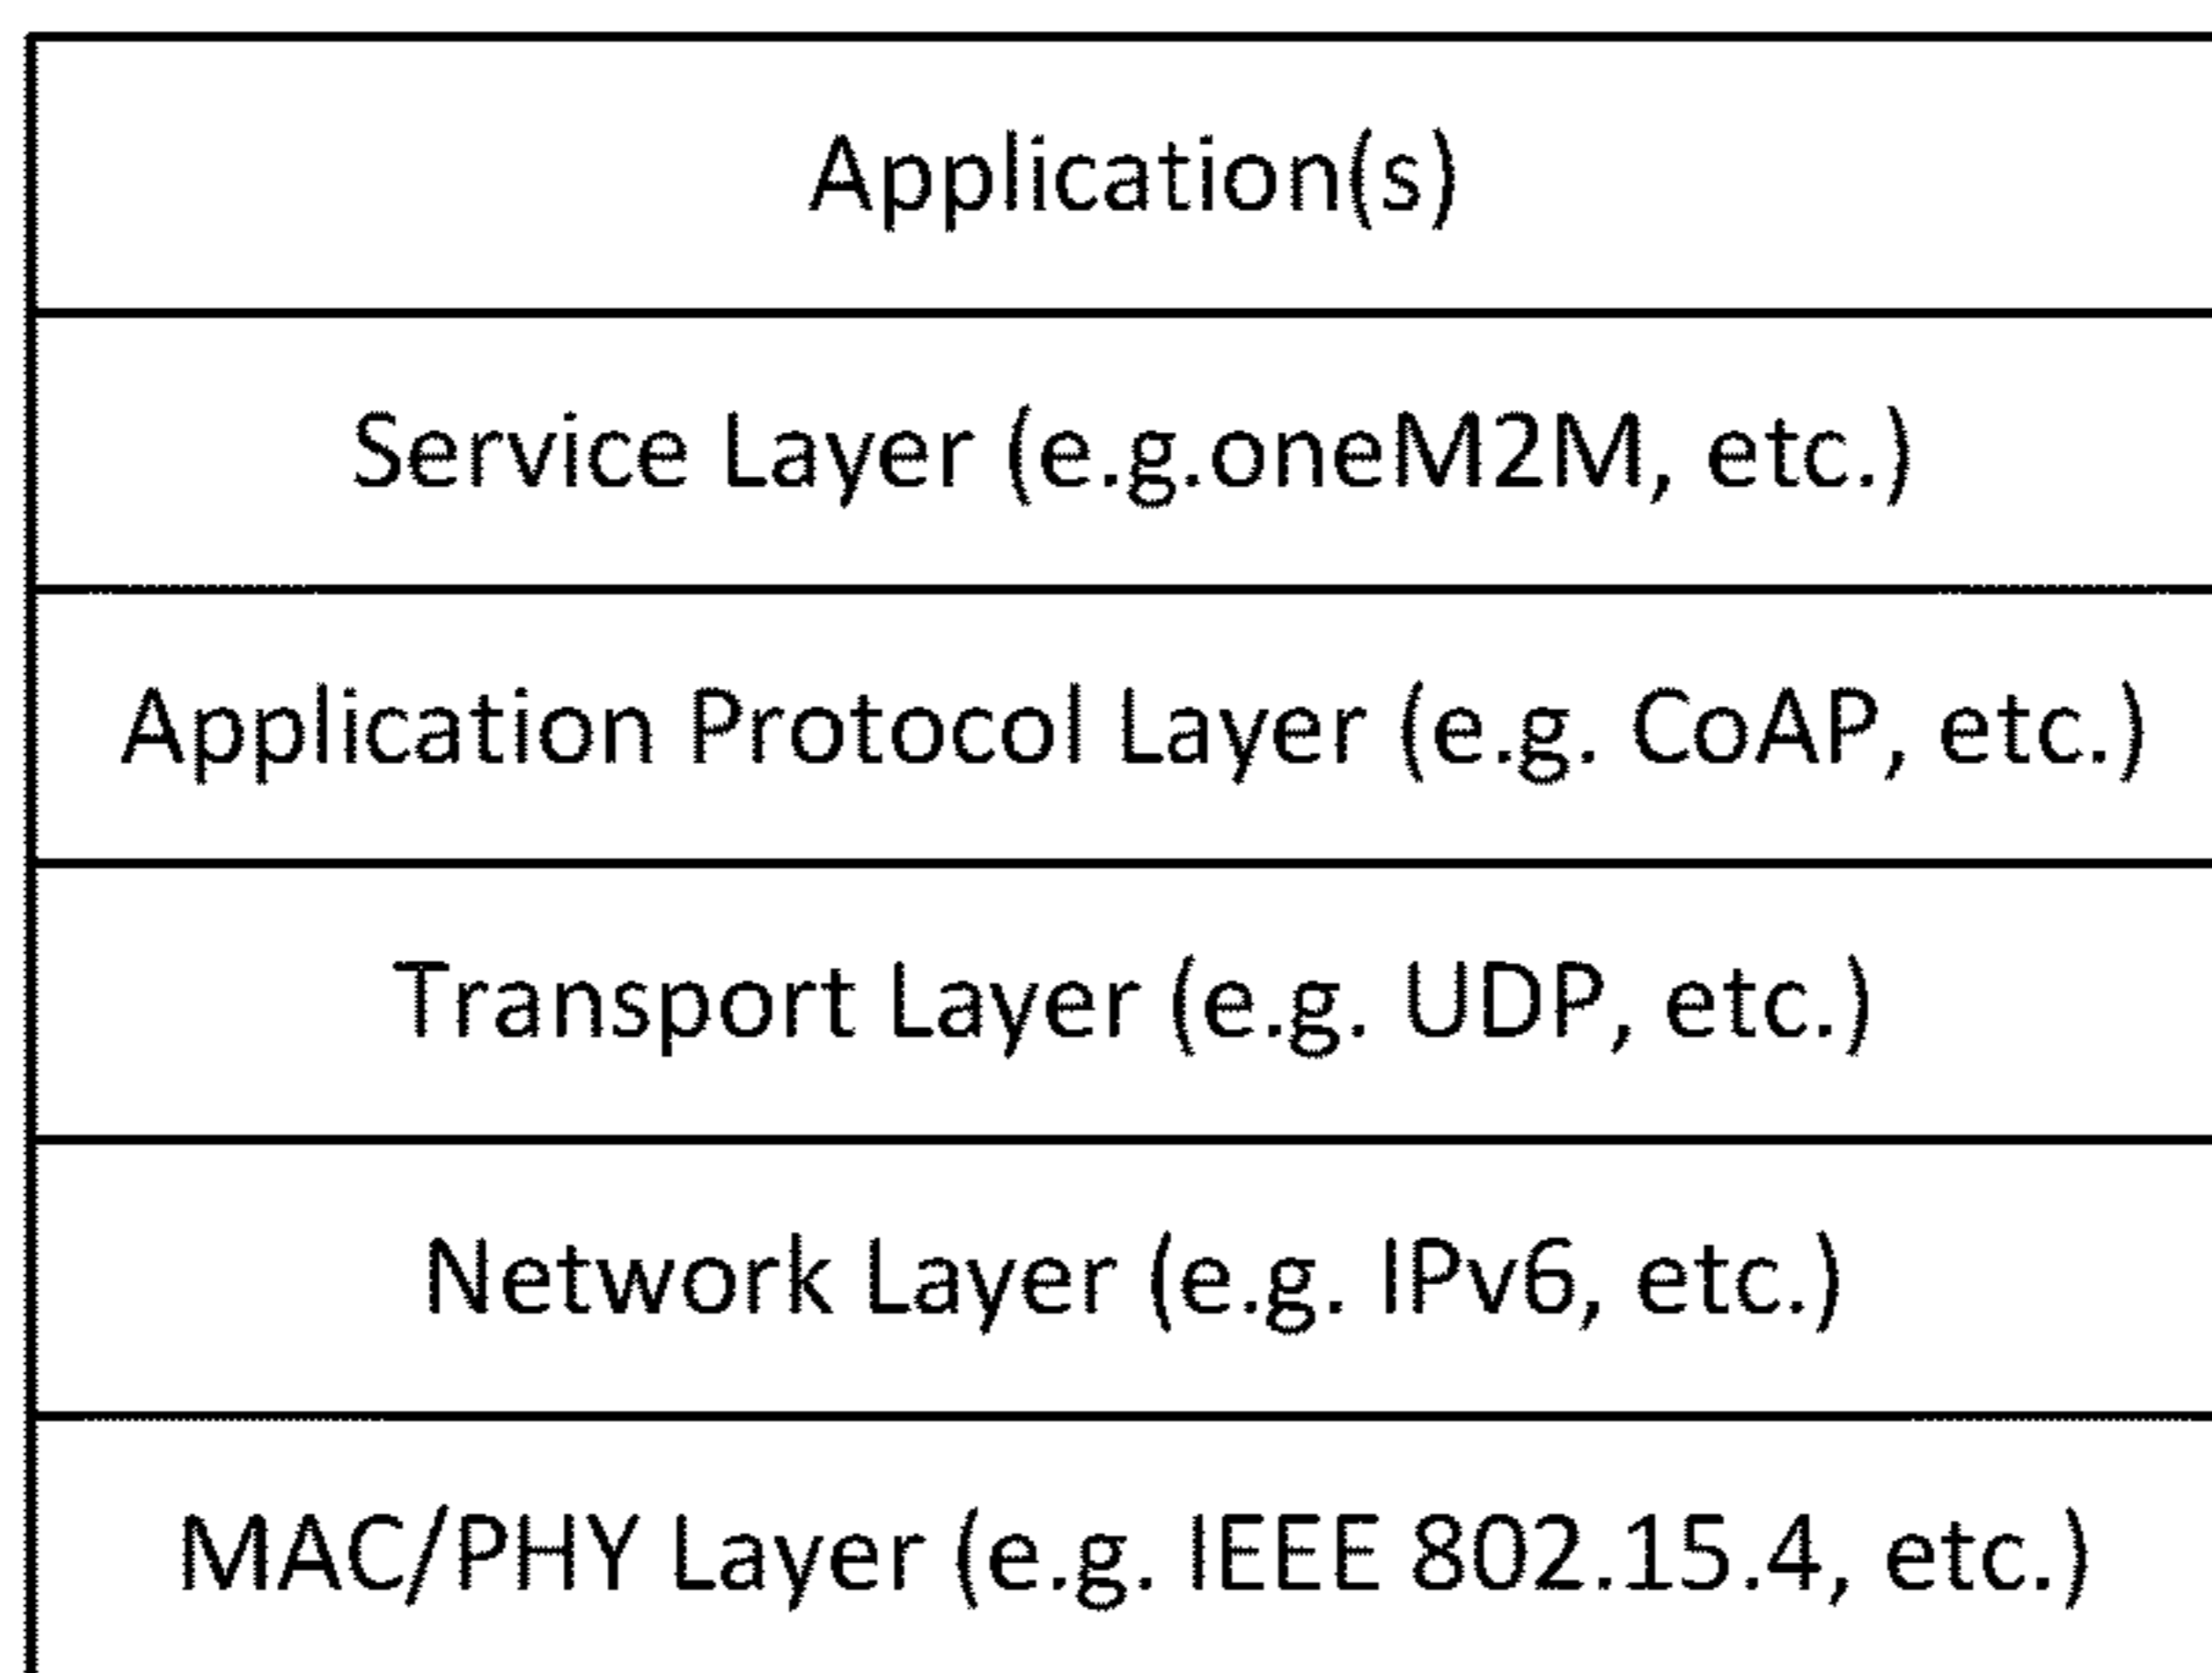 Application(s)
Service Layer (e.g.oneM2M, etc.)
Application Protocol Layer (e.g. CoAP, etc.)
Transport Layer (e.g. UDP, etc.)
Network Layer (e.g. IPv6, etc.)
MAC/PHY Layer (e.g. IEEE 802.15.4, etc.)